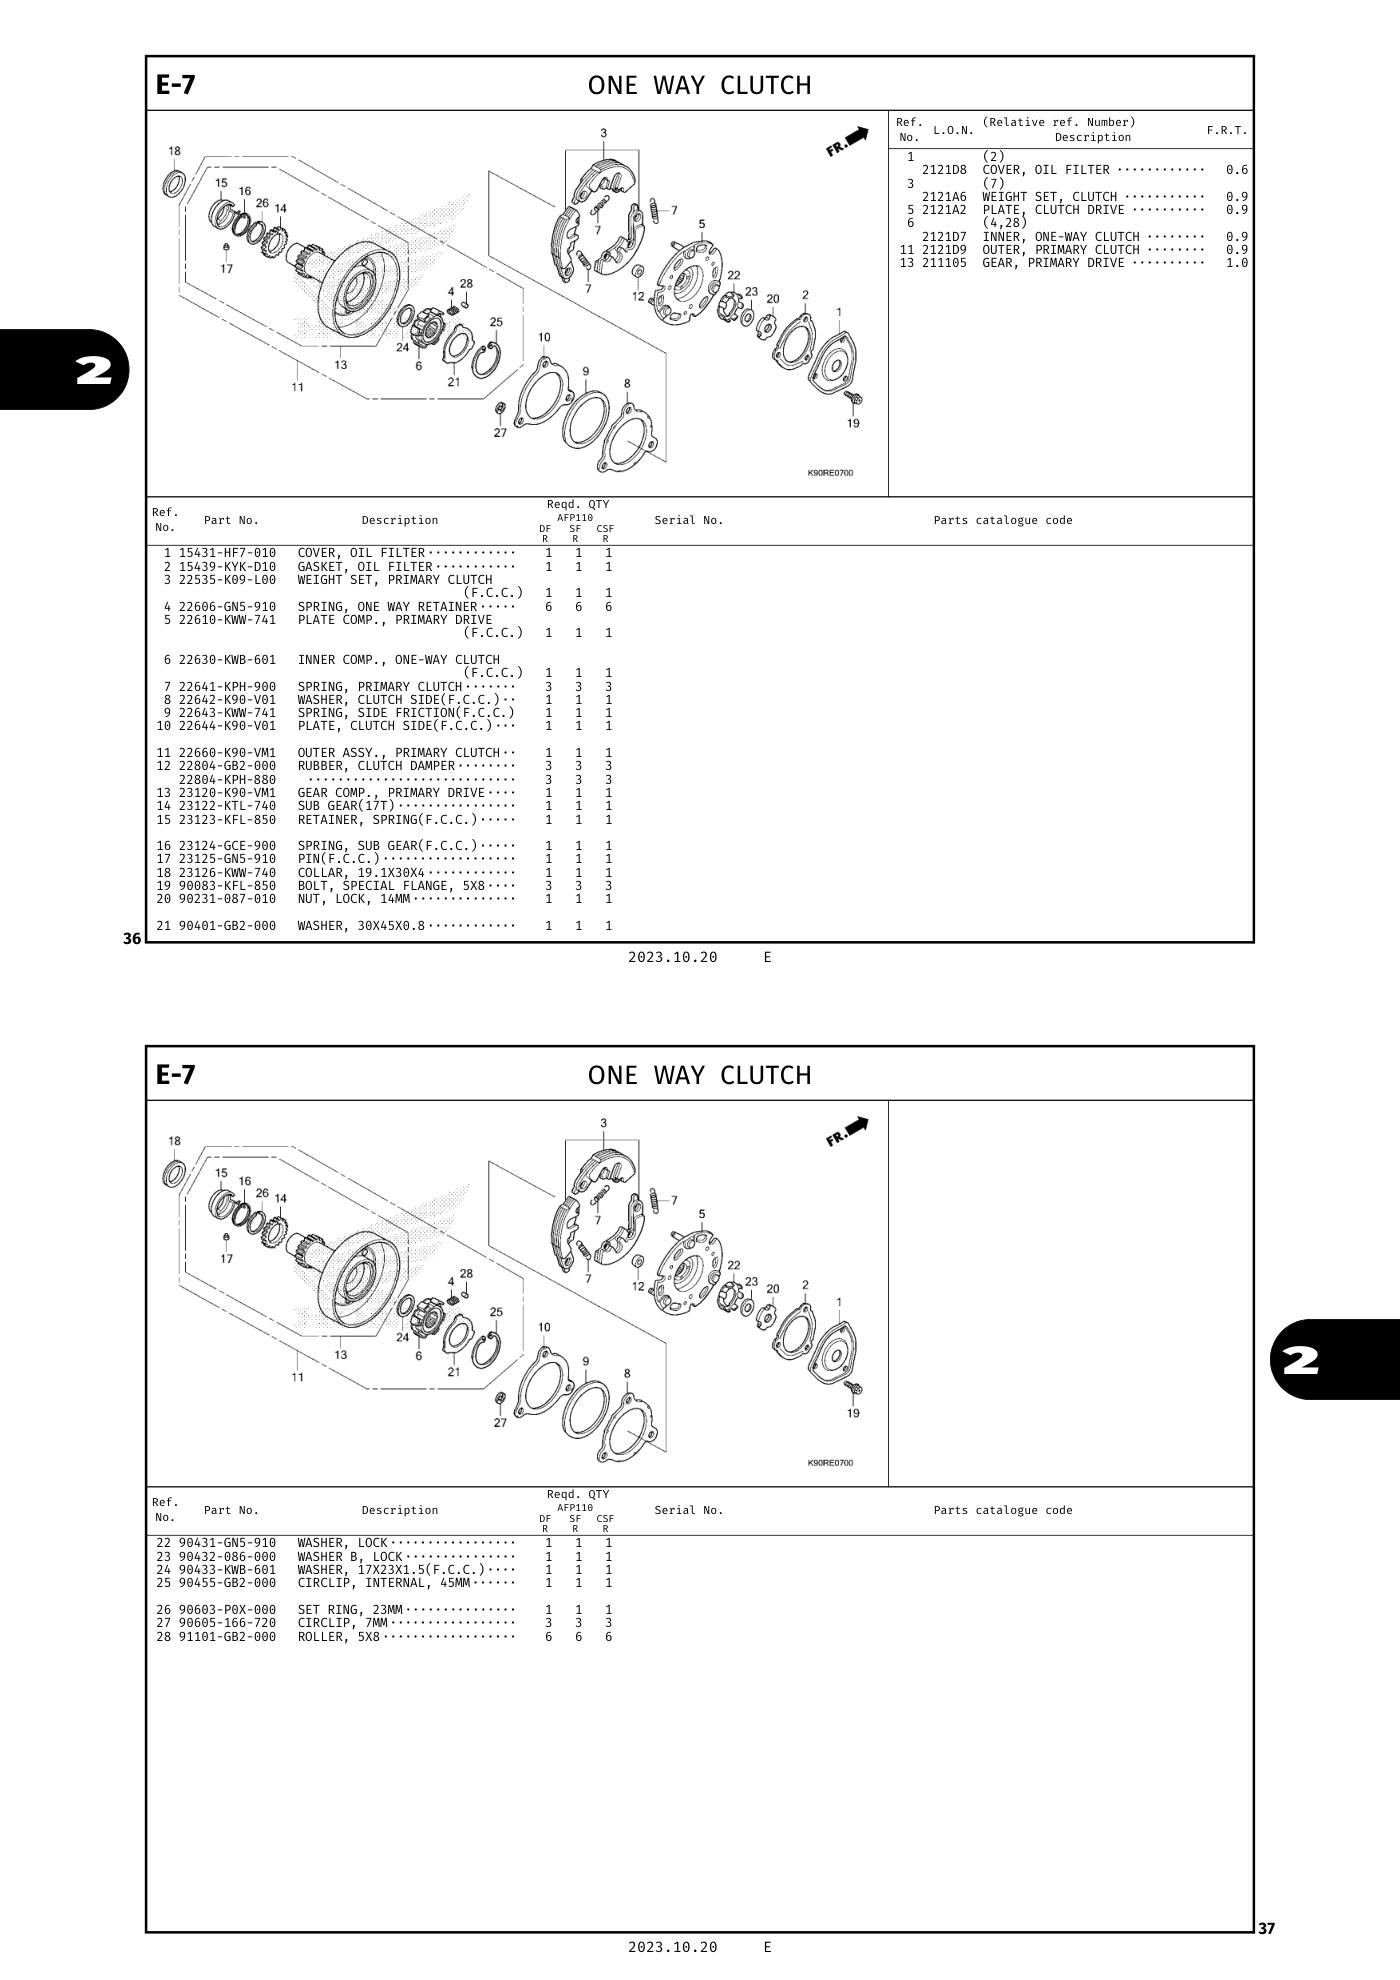 E-7 ONE WAY CLUTCH
Ref. No. L.O.N. (Relative ref. Number) Description F.R.T.
1 (2)
2121D8 COVER, OIL FILTER ············ 0.6
3 (7)
2121A6 WEIGHT SET, CLUTCH ··········· 0.9
5 2121A2 PLATE, CLUTCH DRIVE ·········· 0.9
6 (4,28)
2121D7 INNER, ONE-WAY CLUTCH ········ 0.9
11 2121D9 OUTER, PRIMARY CLUTCH ········ 0.9
13 211105 GEAR, PRIMARY DRIVE ·········· 1.0
3
FR.
18
15
16
26
14
17
7
7
7
5
12
22
23
20
2
1
4
28
25
24
6
21
13
11
10
9
8
27
19
K90RE0700
2
Ref. No. Part No. Description Reqd. QTY AFP110 DF SF CSF R R R Serial No. Parts catalogue code
1 15431-HF7-010 COVER, OIL FILTER············ 1 1 1
2 15439-KYK-D10 GASKET, OIL FILTER··········· 1 1 1
3 22535-K09-L00 WEIGHT SET, PRIMARY CLUTCH
(F.C.C.) 1 1 1
4 22606-GN5-910 SPRING, ONE WAY RETAINER····· 6 6 6
5 22610-KWW-741 PLATE COMP., PRIMARY DRIVE
(F.C.C.) 1 1 1
6 22630-KWB-601 INNER COMP., ONE-WAY CLUTCH
(F.C.C.) 1 1 1
7 22641-KPH-900 SPRING, PRIMARY CLUTCH······· 3 3 3
8 22642-K90-V01 WASHER, CLUTCH SIDE(F.C.C.)·· 1 1 1
9 22643-KWW-741 SPRING, SIDE FRICTION(F.C.C.) 1 1 1
10 22644-K90-V01 PLATE, CLUTCH SIDE(F.C.C.)··· 1 1 1
11 22660-K90-VM1 OUTER ASSY., PRIMARY CLUTCH·· 1 1 1
12 22804-GB2-000 RUBBER, CLUTCH DAMPER········ 3 3 3
22804-KPH-880 ···························· 3 3 3
13 23120-K90-VM1 GEAR COMP., PRIMARY DRIVE···· 1 1 1
14 23122-KTL-740 SUB GEAR(17T)················ 1 1 1
15 23123-KFL-850 RETAINER, SPRING(F.C.C.)····· 1 1 1
16 23124-GCE-900 SPRING, SUB GEAR(F.C.C.)····· 1 1 1
17 23125-GN5-910 PIN(F.C.C.)·················· 1 1 1
18 23126-KWW-740 COLLAR, 19.1X30X4············ 1 1 1
19 90083-KFL-850 BOLT, SPECIAL FLANGE, 5X8···· 3 3 3
20 90231-087-010 NUT, LOCK, 14MM·············· 1 1 1
21 90401-GB2-000 WASHER, 30X45X0.8············ 1 1 1
36
2023.10.20 E
E-7 ONE WAY CLUTCH
3
FR.
18
15
16
26
14
17
7
7
7
5
12
22
23
20
2
1
4
28
25
24
6
21
13
11
10
9
8
27
19
K90RE0700
2
Ref. No. Part No. Description Reqd. QTY AFP110 DF SF CSF R R R Serial No. Parts catalogue code
22 90431-GN5-910 WASHER, LOCK················· 1 1 1
23 90432-086-000 WASHER B, LOCK··············· 1 1 1
24 90433-KWB-601 WASHER, 17X23X1.5(F.C.C.)···· 1 1 1
25 90455-GB2-000 CIRCLIP, INTERNAL, 45MM······ 1 1 1
26 90603-P0X-000 SET RING, 23MM··············· 1 1 1
27 90605-166-720 CIRCLIP, 7MM················· 3 3 3
28 91101-GB2-000 ROLLER, 5X8·················· 6 6 6
37
2023.10.20 E